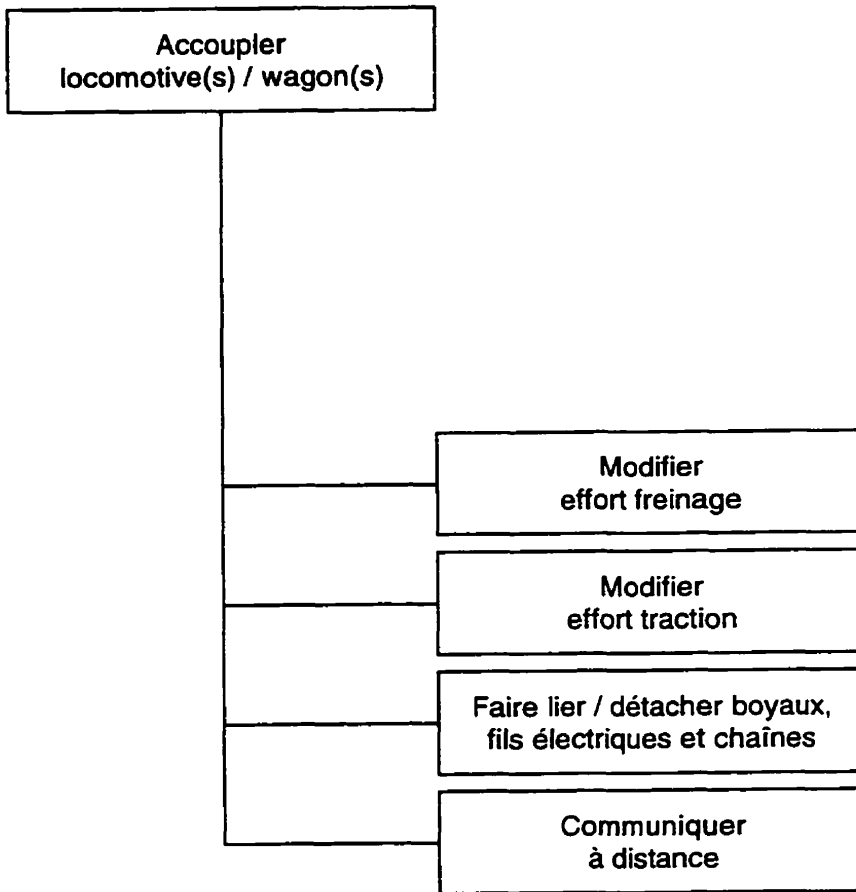 Accoupler
locomotive(s) / wagon(s)
Modifier
effort freinage
Modifier
effort traction
Faire lier / détacher boyaux,
fils électriques et chaînes
Communiquer
à distance